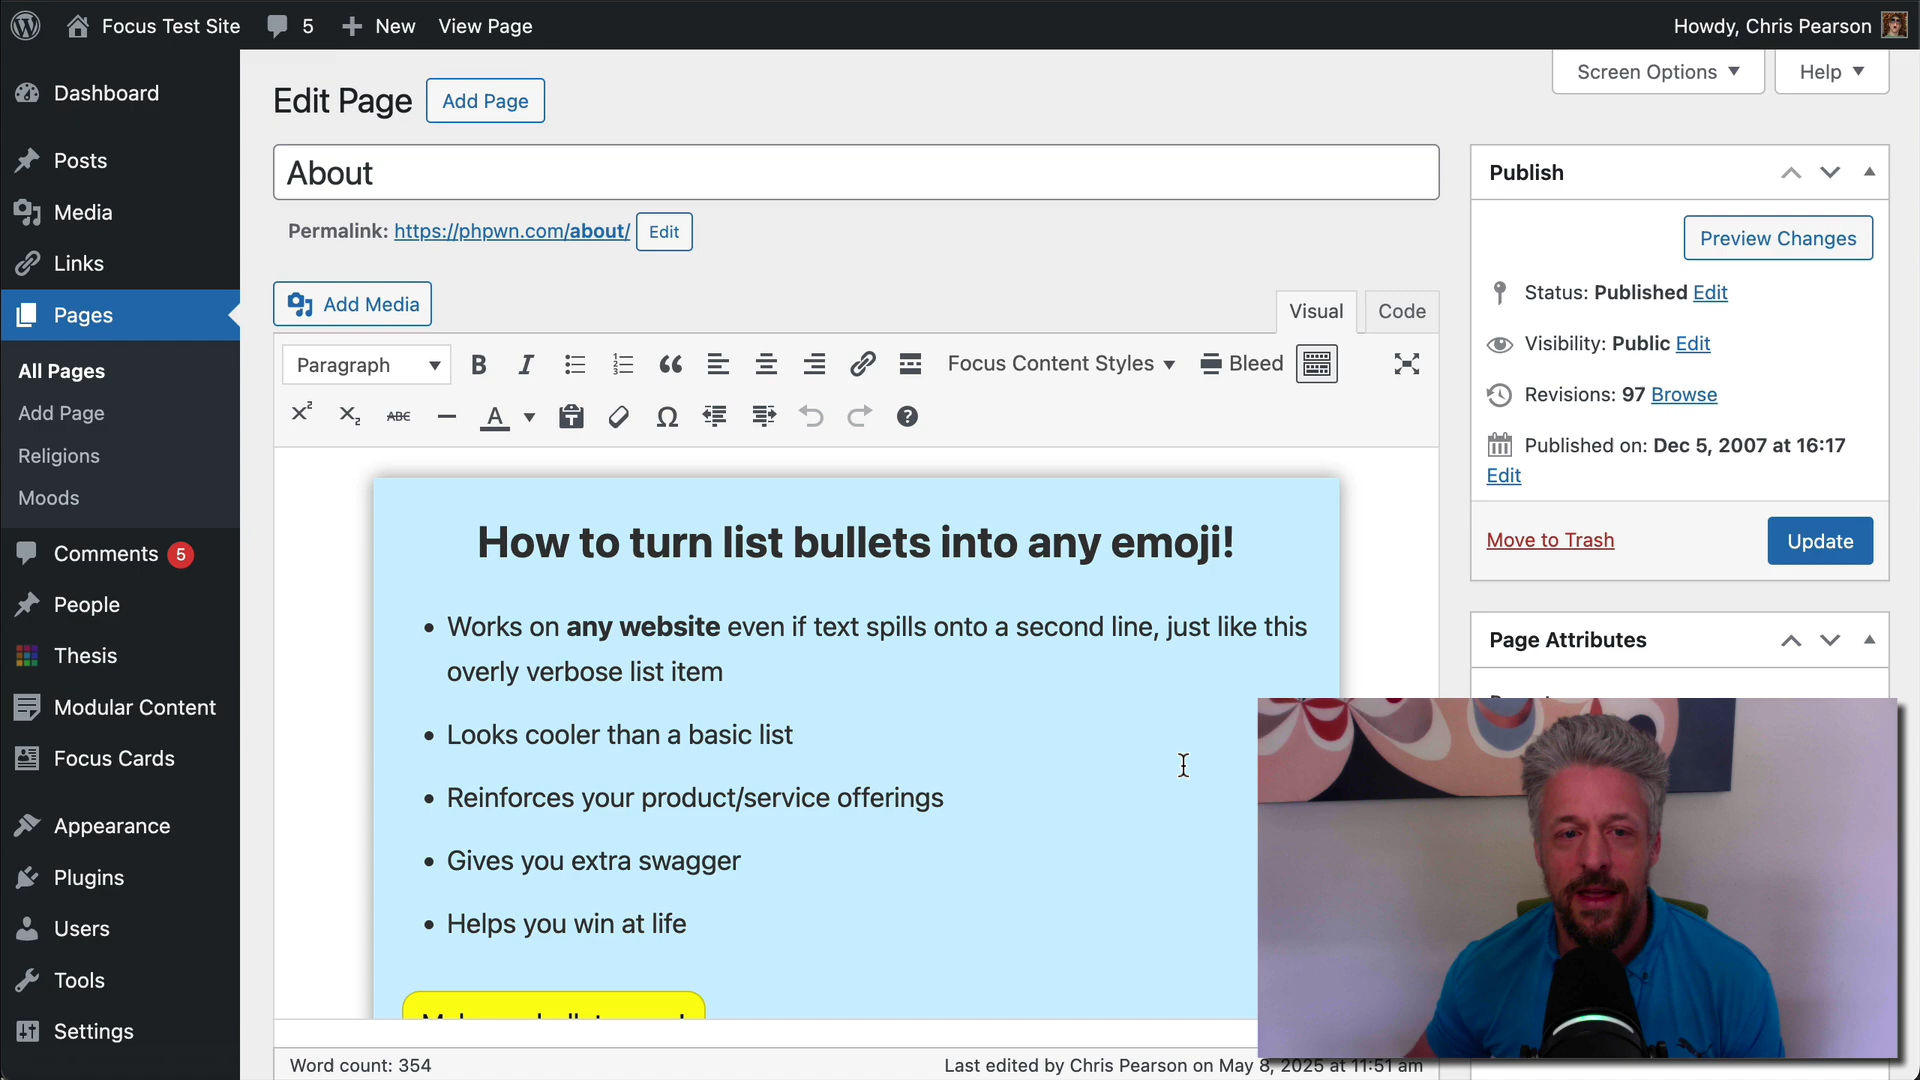 Focus Test Site
5
New
View Page
Howdy, Chris Pearson
Dashboard
Posts
Media
Links
Pages
All Pages
Add Page
Religions
Moods
Comments 5
People
Thesis
Modular Content
Focus Cards
Appearance
Plugins
Users
Tools
Settings
Screen Options
Help
Edit Page
Add Page
About
Permalink: https://phpwn.com/about/ Edit
Add Media
Visual
Code
Paragraph
B
I
Focus Content Styles
Bleed
X²
X₂
ABC
A
Ω
How to turn list bullets into any emoji!
• Works on any website even if text spills onto a second line, just like this
overly verbose list item
• Looks cooler than a basic list
• Reinforces your product/service offerings
• Gives you extra swagger
• Helps you win at life
Word count: 354
Last edited by Chris Pearson on May 8, 2025 at 11:51 am
Publish
Preview Changes
Status: Published Edit
Visibility: Public Edit
Revisions: 97 Browse
Published on: Dec 5, 2007 at 16:17
Edit
Move to Trash
Update
Page Attributes